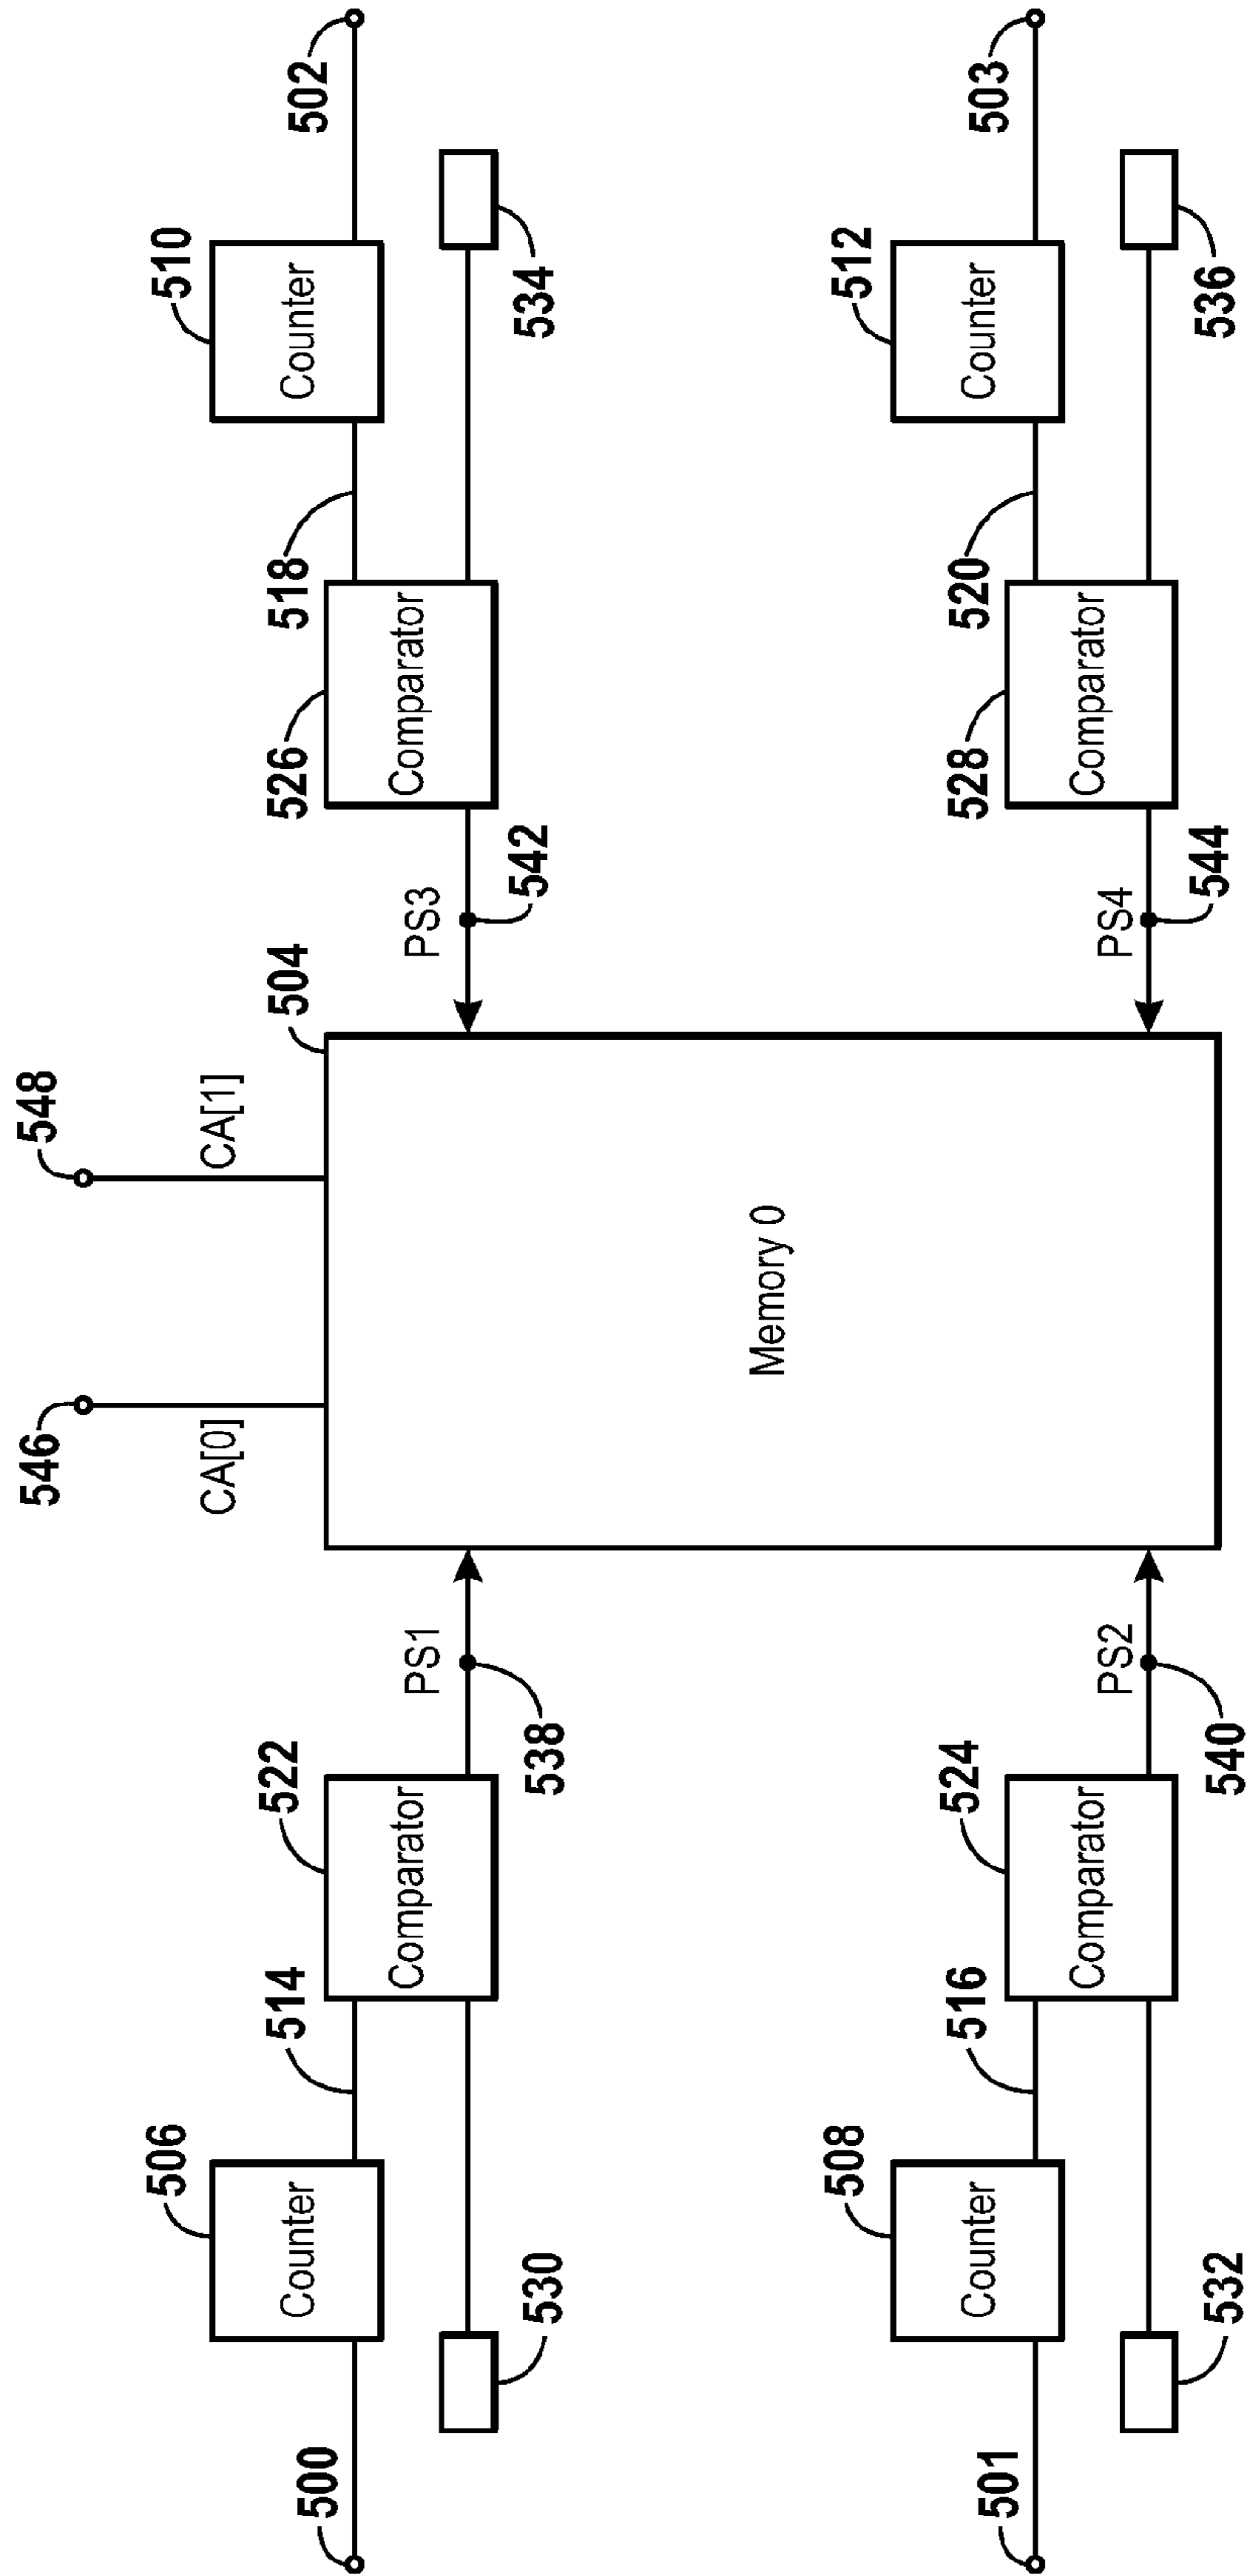 546
CA[0]
548
CA[1]
504
Memory 0
500
506
Counter
514
522
Comparator
530
PS1
538
510
Counter
502
518
526
Comparator
534
PS3
542
501
508
Counter
516
524
Comparator
532
PS2
540
512
Counter
503
520
528
Comparator
536
PS4
544